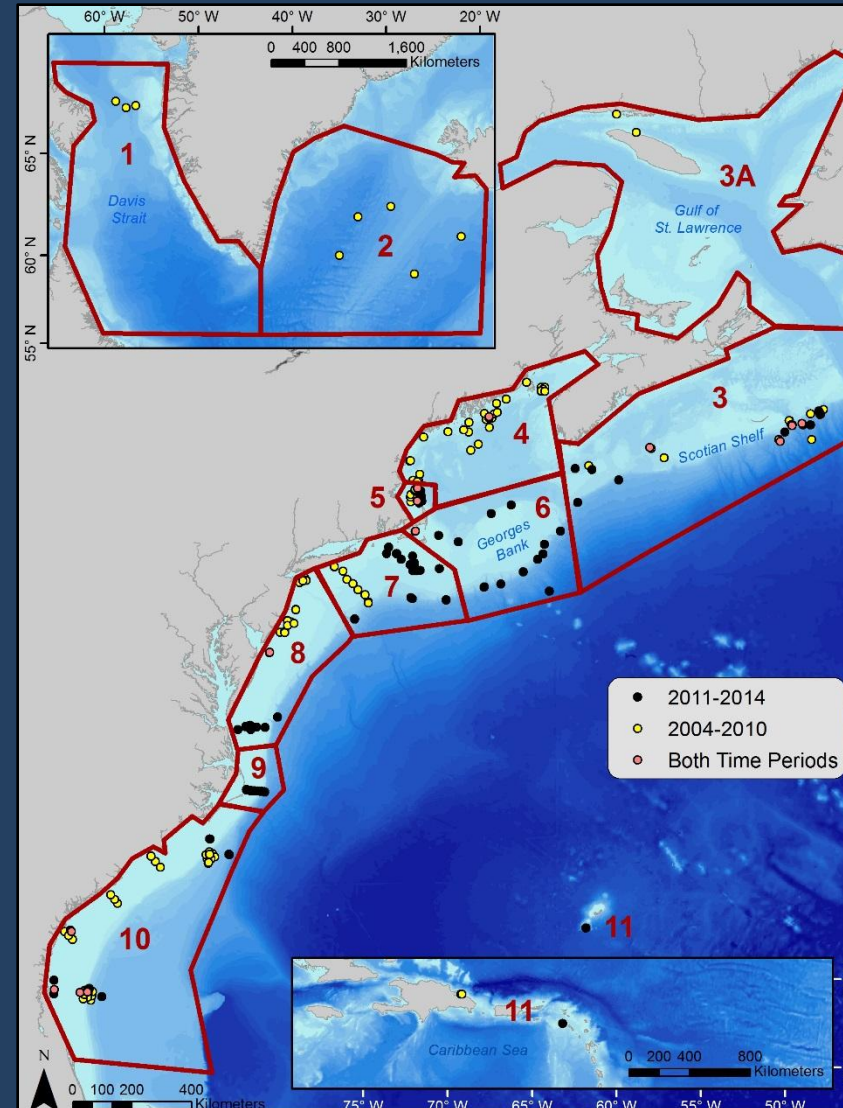 60° W
50° W
40° W
30° W
20° W
0 400 800 1,600
Kilometers
65° N
60° N
55° N
1
Davis
Strait
2
3A
Gulf of
St. Lawrence
3
Scotian Shelf
4
5
6
Georges
Bank
7
8
2011-2014
2004-2010
Both Time Periods
9
10
11
11
Caribbean Sea
0 200 400 800
Kilometers
N
0 100 200 400
Kilometers
75° W
70° W
65° W
60° W
55° W
50° W